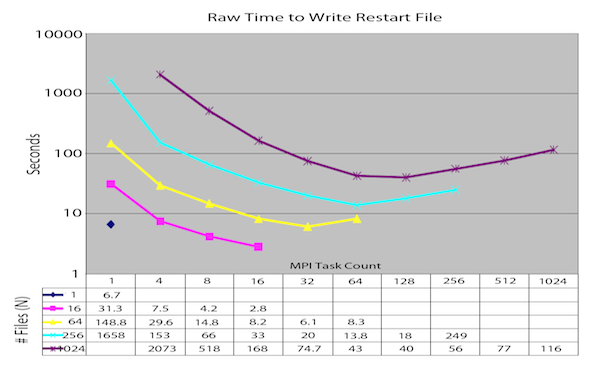 Raw Time to Write Restart File
10000
1000
100
10
1
Seconds
MPI Task Count
1 4 8 16 32 64 128 256 512 1024
# Files (N)
1 6.7
16 31.3 7.5 4.2 2.8
64 148.8 29.6 14.8 8.2 6.1 8.3
256 1658 153 66 33 20 13.8 18 249
1024 2073 518 168 74.7 43 40 56 77 116